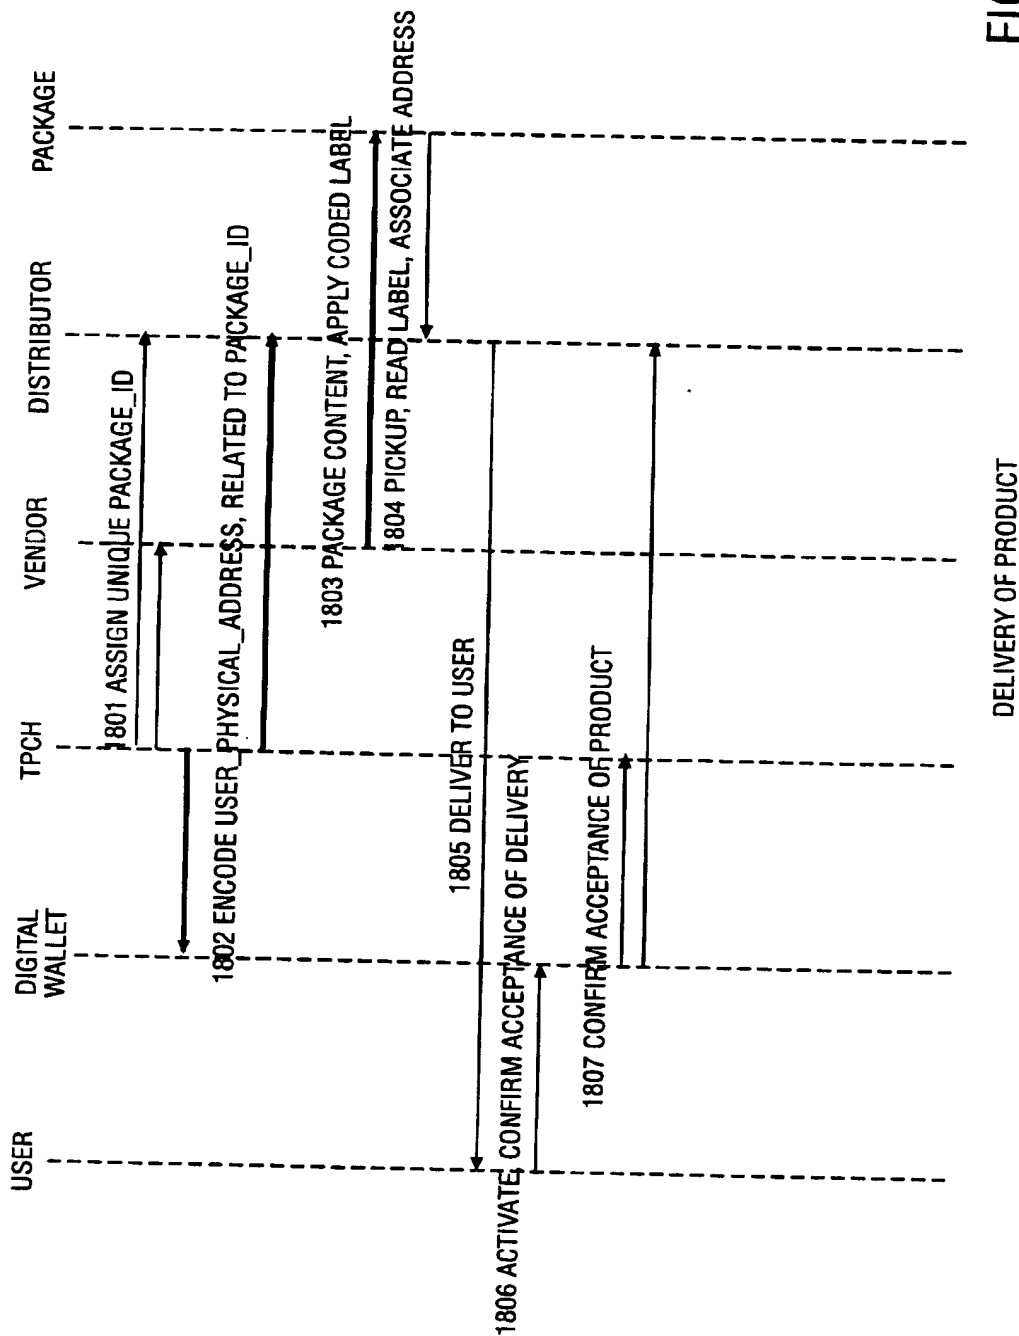 USER
DIGITAL
WALLET
TPCH
VENDOR
DISTRIBUTOR
PACKAGE
1801 ASSIGN UNIQUE PACKAGE_ID
1802 ENCODE USER_PHYSICAL_ADDRESS, RELATED TO PACKAGE_ID
1803 PACKAGE CONTENT, APPLY CODED LABEL
1804 PICKUP, READ LABEL, ASSOCIATE ADDRESS
1805 DELIVER TO USER
1806 ACTIVATE, CONFIRM ACCEPTANCE OF DELIVERY
1807 CONFIRM ACCEPTANCE OF PRODUCT
DELIVERY OF PRODUCT